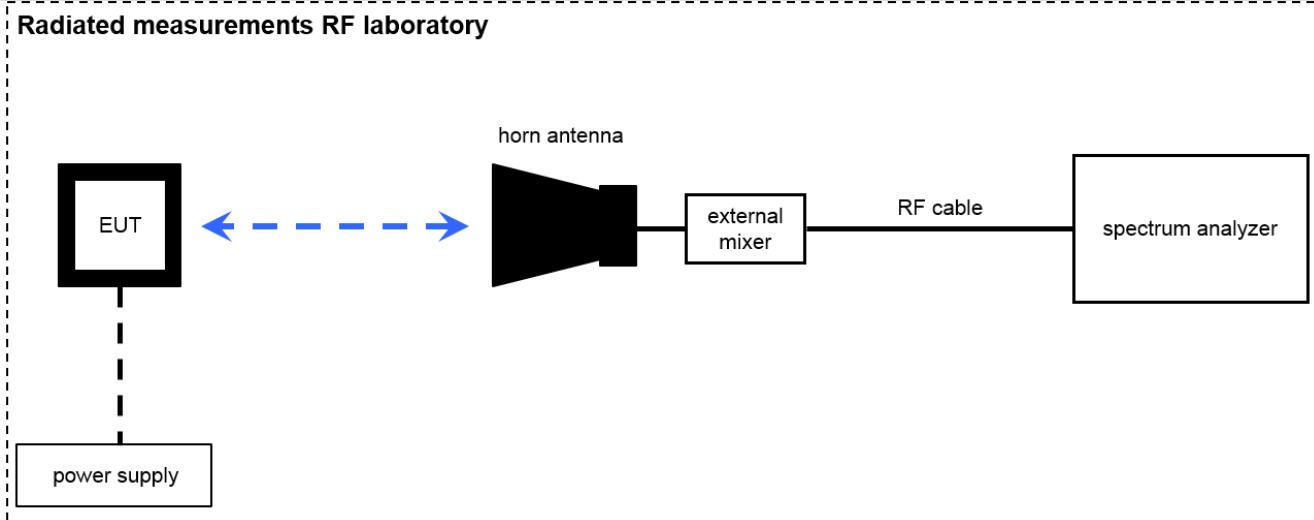 Radiated measurements RF laboratory
horn antenna
EUT
external
mixer
RF cable
spectrum analyzer
power supply